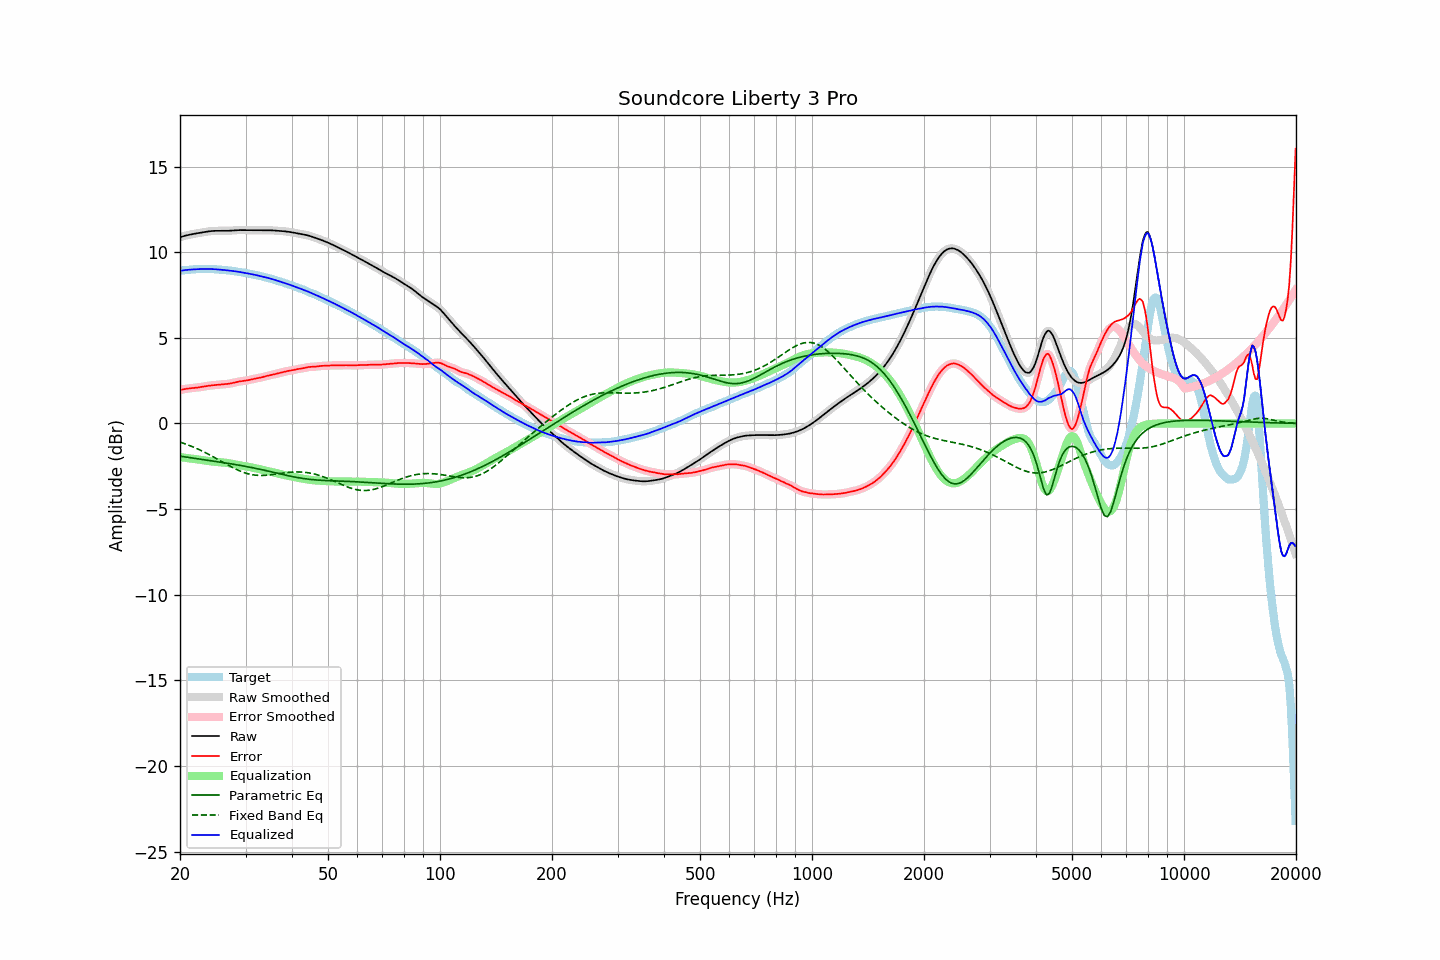 Soundcore Liberty 3 Pro
15
10
5
0
−5
−10
−15
−20
−25
Amplitude (dBr)
Target
Raw Smoothed
Error Smoothed
Raw
Error
Equalization
Parametric Eq
Fixed Band Eq
Equalized
20
50
100
200
500
1000
2000
5000
10000
20000
Frequency (Hz)